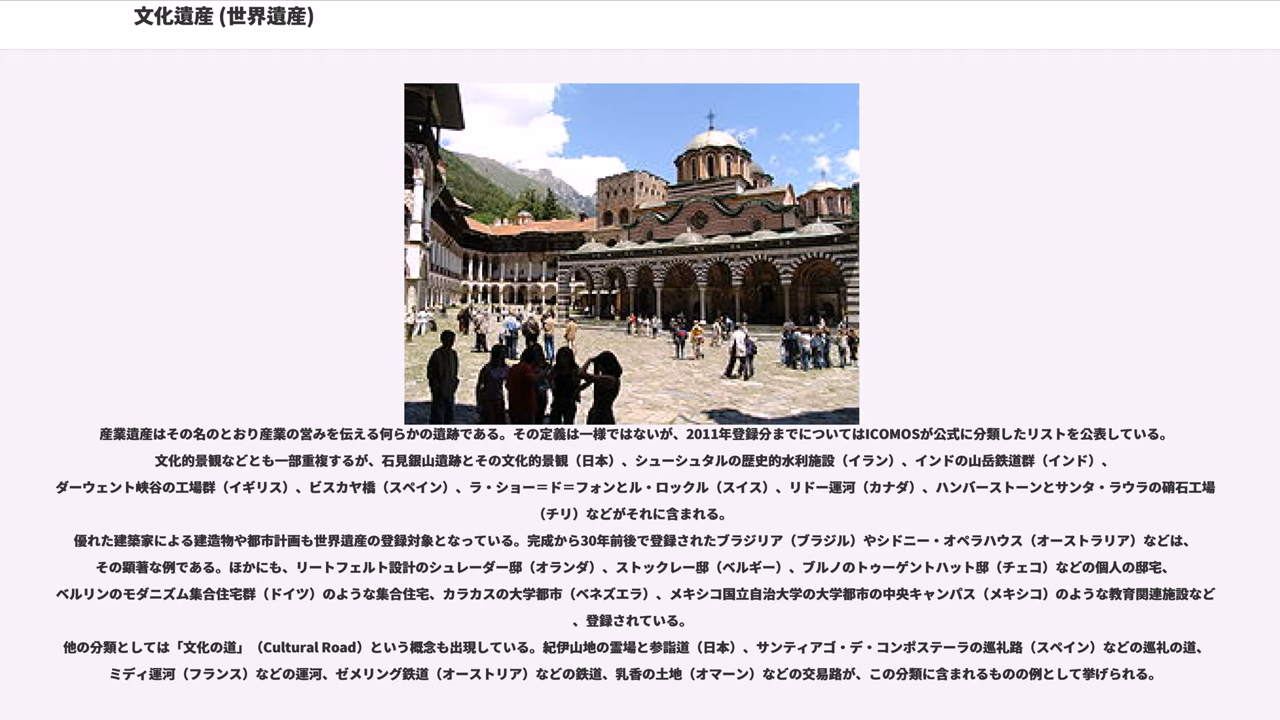 文化遺産 (世界遺産)
産業遺産はその名のとおり産業の営みを伝える何らかの遺跡である。その定義は一様ではないが、2011年登録分までについてはICOMOSが公式に分類したリストを公表している。
文化的景観などとも一部重複するが、石見銀山遺跡とその文化的景観（日本）、シューシュタルの歴史的水利施設（イラン）、インドの山岳鉄道群（インド）、
ダーウェント峡谷の工場群（イギリス）、ビスカヤ橋（スペイン）、ラ・ショー＝ド＝フォンとル・ロックル（スイス）、リドー運河（カナダ）、ハンバーストーンとサンタ・ラウラの硝石工場
（チリ）などがそれに含まれる。
優れた建築家による建造物や都市計画も世界遺産の登録対象となっている。完成から30年前後で登録されたブラジリア（ブラジル）やシドニー・オペラハウス（オーストラリア）などは、
その顕著な例である。ほかにも、リートフェルト設計のシュレーダー邸（オランダ）、ストックレー邸（ベルギー）、ブルノのトゥーゲントハット邸（チェコ）などの個人の邸宅、
ベルリンのモダニズム集合住宅群（ドイツ）のような集合住宅、カラカスの大学都市（ベネズエラ）、メキシコ国立自治大学の大学都市の中央キャンパス（メキシコ）のような教育関連施設など
、登録されている。
他の分類としては「文化の道」（Cultural Road）という概念も出現している。紀伊山地の霊場と参詣道（日本）、サンティアゴ・デ・コンポステーラの巡礼路（スペイン）などの巡礼の道、
ミディ運河（フランス）などの運河、ゼメリング鉄道（オーストリア）などの鉄道、乳香の土地（オマーン）などの交易路が、この分類に含まれるものの例として挙げられる。